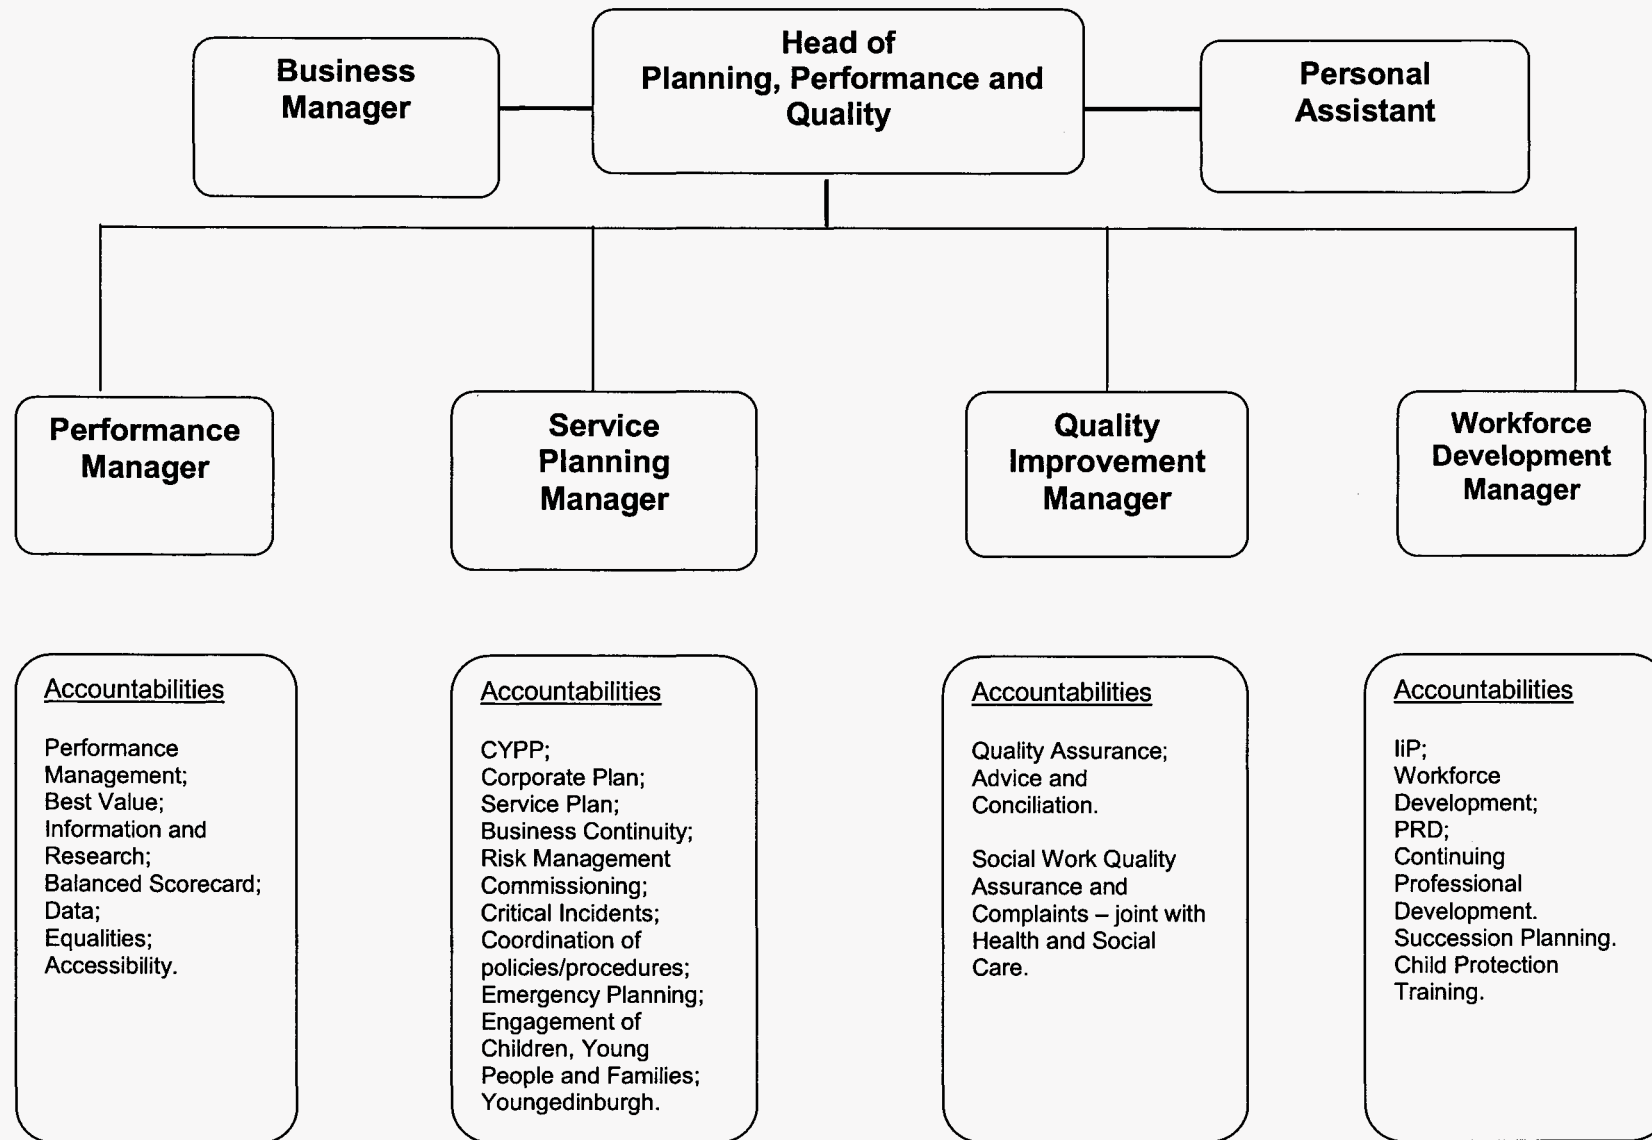 Business
Manager
Head of
Planning, Performance and
Quality
Personal
Assistant
Performance
Manager
Service
Planning
Manager
Quality
Improvement
Manager
Workforce
Development
Manager
Accountabilities
Performance
Management;
Best Value;
Information and
Research;
Balanced Scorecard;
Data;
Equalities;
Accessibility.
Accountabilities
CYPP;
Corporate Plan;
Service Plan;
Business Continuity;
Risk Management
Commissioning;
Critical Incidents;
Coordination of
policies/procedures;
Emergency Planning;
Engagement of
Children, Young
People and Families;
Youngedinburgh.
Accountabilities
Quality Assurance;
Advice and
Conciliation.
Social Work Quality
Assurance and
Complaints – joint with
Health and Social
Care.
Accountabilities
IiP;
Workforce
Development;
PRD;
Continuing
Professional
Development.
Succession Planning.
Child Protection
Training.